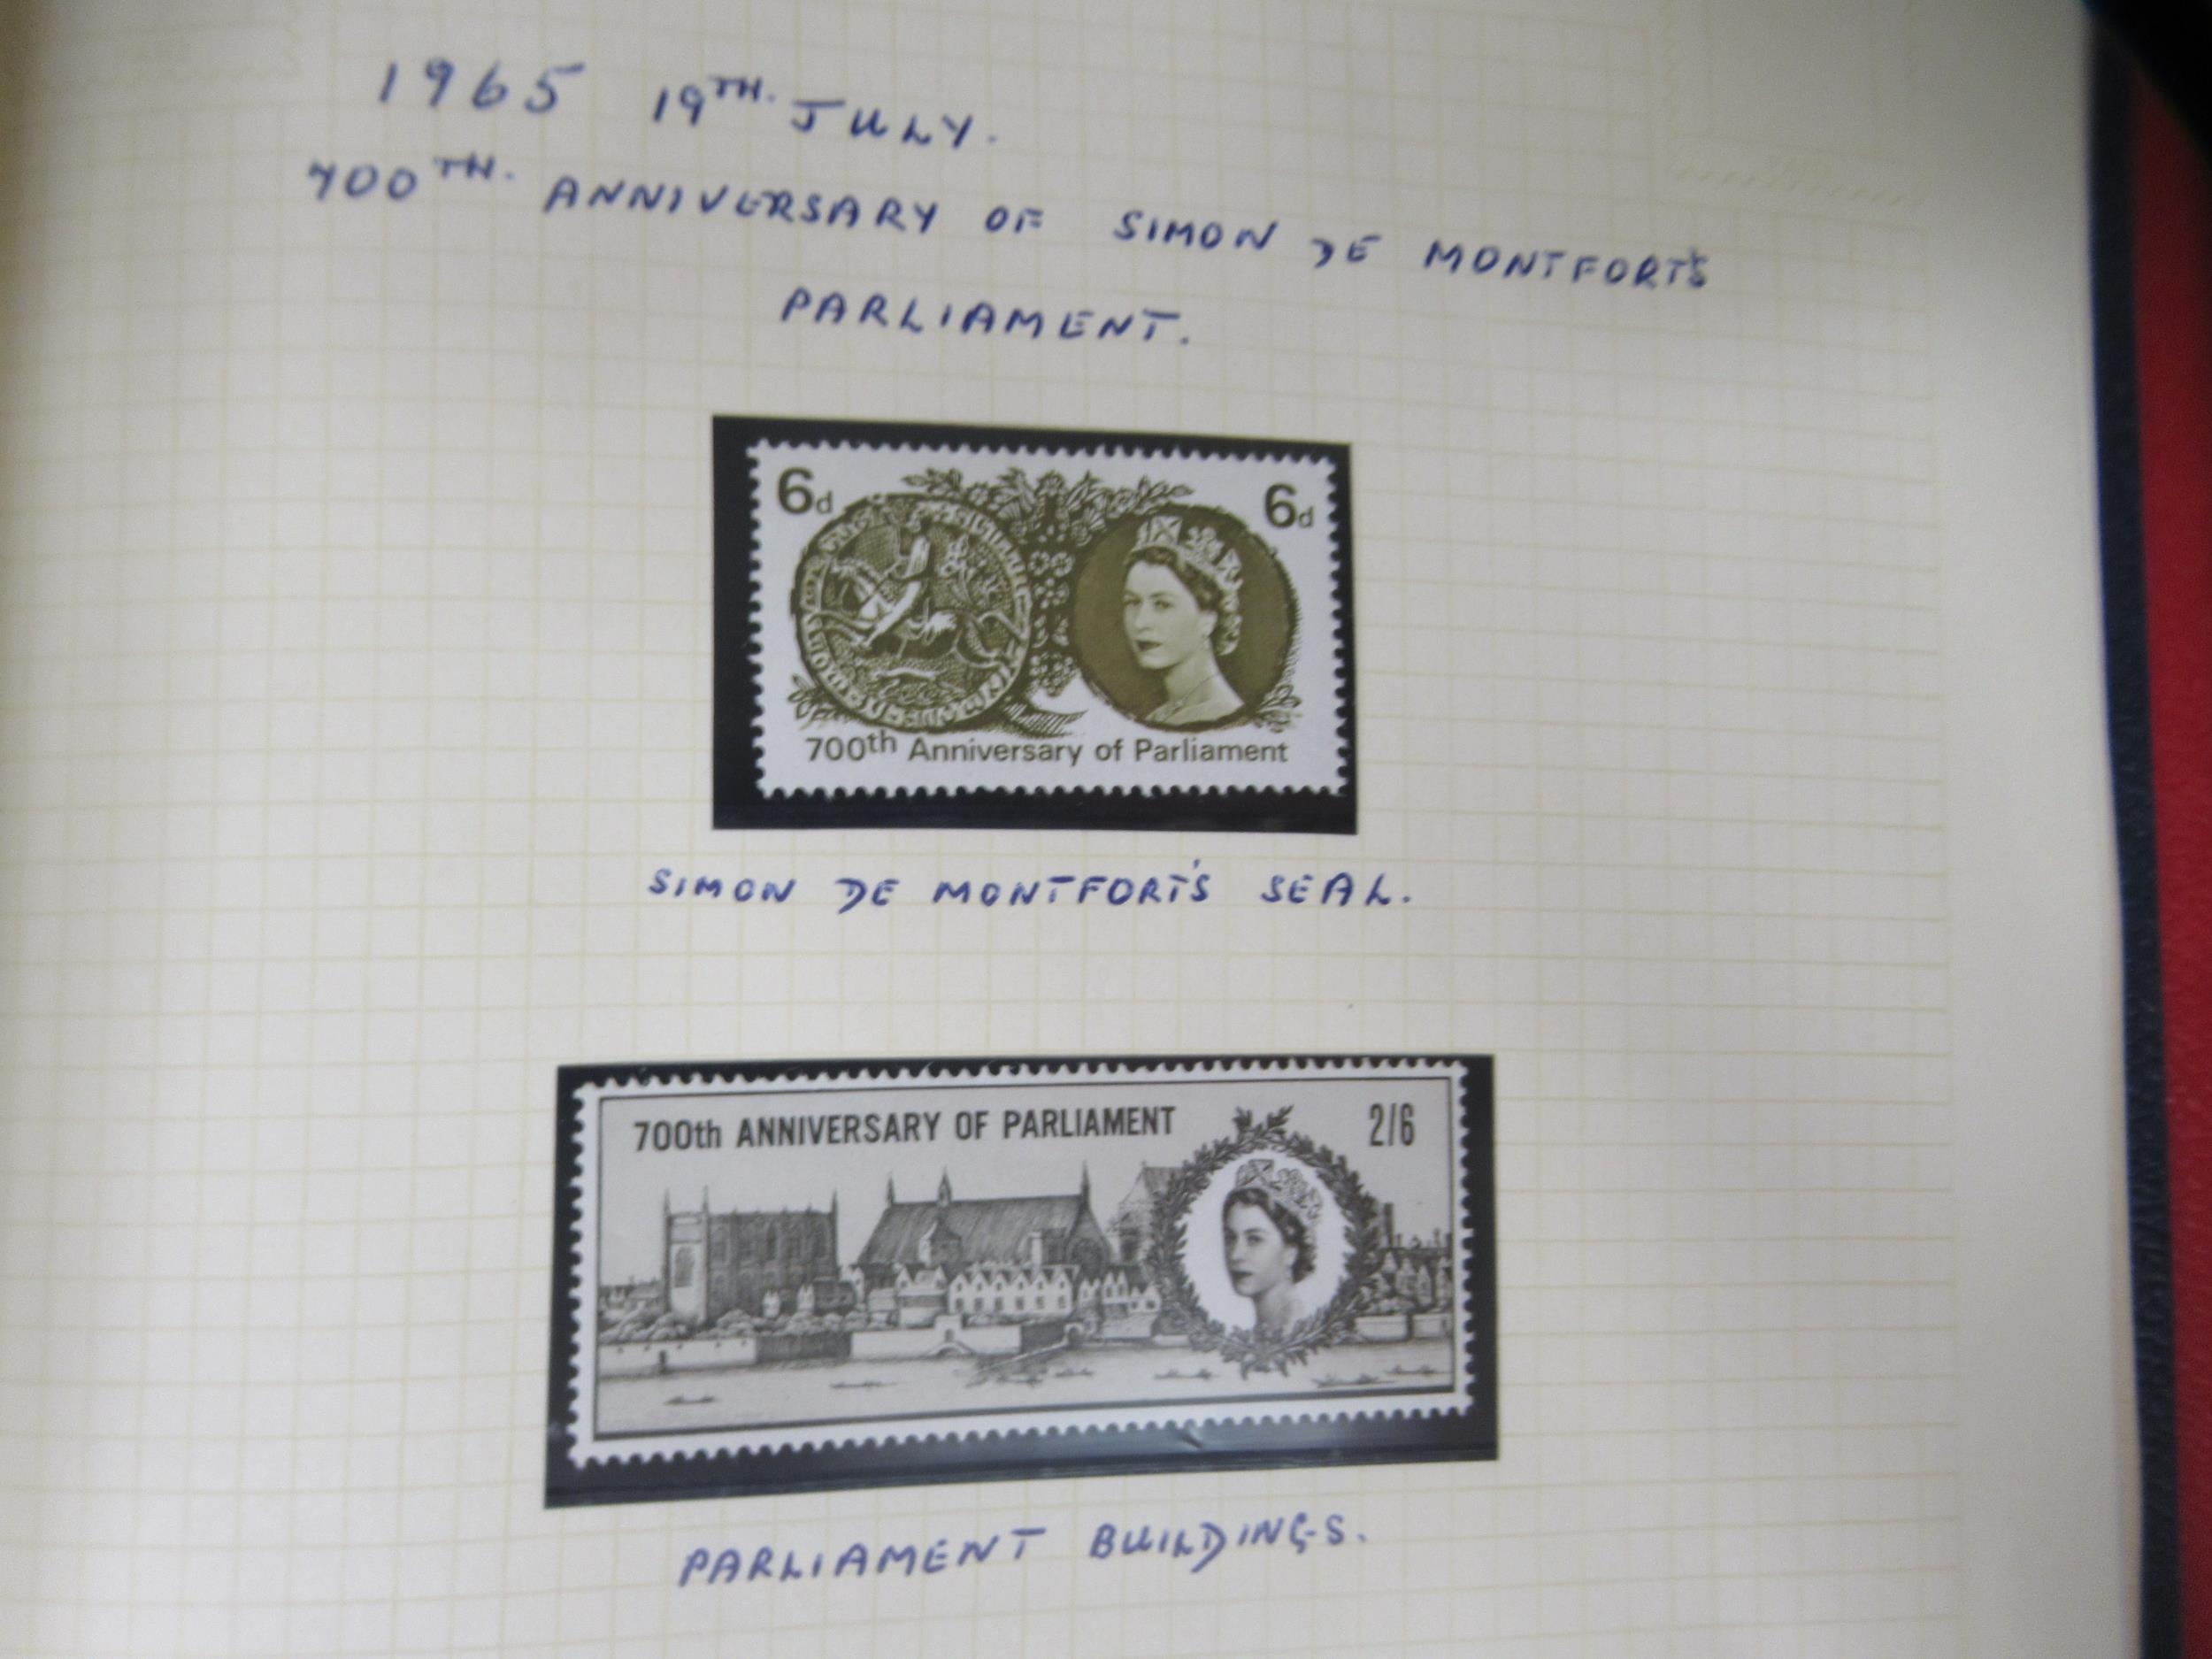 1965 19TH. JULY.
700TH. ANNIVERSARY OF SIMON DE MONTFORT'S
PARLIAMENT.
6d 6d
700th Anniversary of Parliament
SIMON DE MONTFORT'S SEAL.
700th ANNIVERSARY OF PARLIAMENT 2/6
PARLIAMENT BUILDINGS.